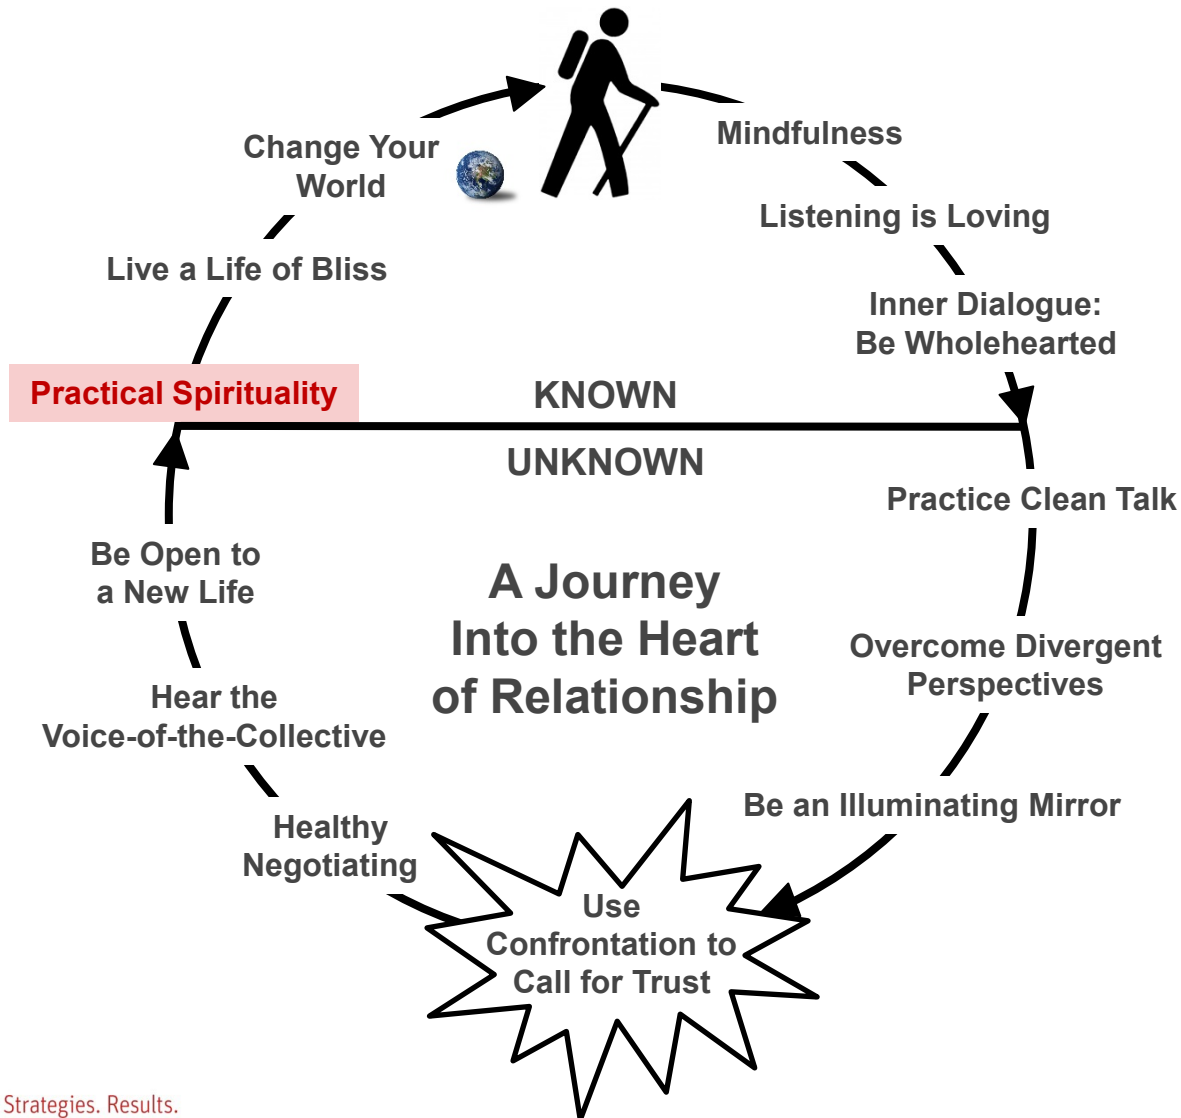 Mindfulness
Listening is Loving
Inner Dialogue:
Be Wholehearted
Practice Clean Talk
Overcome Divergent
Perspectives
Be an Illuminating Mirror
Use
Confrontation to
Call for Trust
Healthy
Negotiating
Hear the
Voice-of-the-Collective
Be Open to
a New Life
Practical Spirituality
Live a Life of Bliss
Change Your
World
KNOWN
UNKNOWN
A Journey
Into the Heart
of Relationship
Strategies. Results.